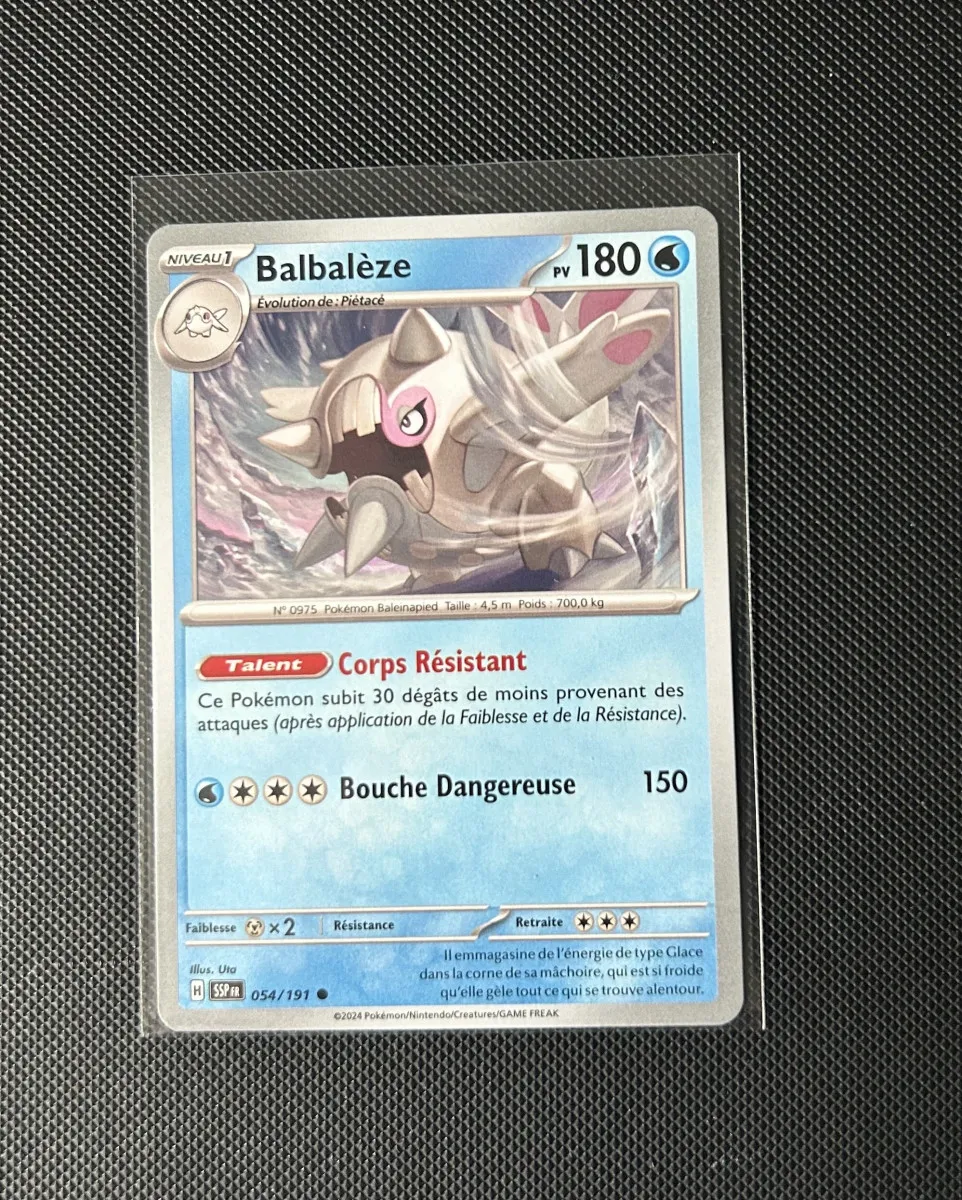 NIVEAU 1
Balbalèze
PV 180
Évolution de : Piétacé
N° 0975 Pokémon Baleinapied Taille : 4,5 m Poids : 700,0 kg
Talent Corps Résistant
Ce Pokémon subit 30 dégâts de moins provenant des
attaques (après application de la Faiblesse et de la Résistance).
Bouche Dangereuse 150
Faiblesse ×2 Résistance Retraite
Il emmagasine de l'énergie de type Glace
dans la corne de sa mâchoire, qui est si froide
qu'elle gèle tout ce qui se trouve alentour.
Illus. Uta
H SSP FR 054/191
©2024 Pokémon/Nintendo/Creatures/GAME FREAK